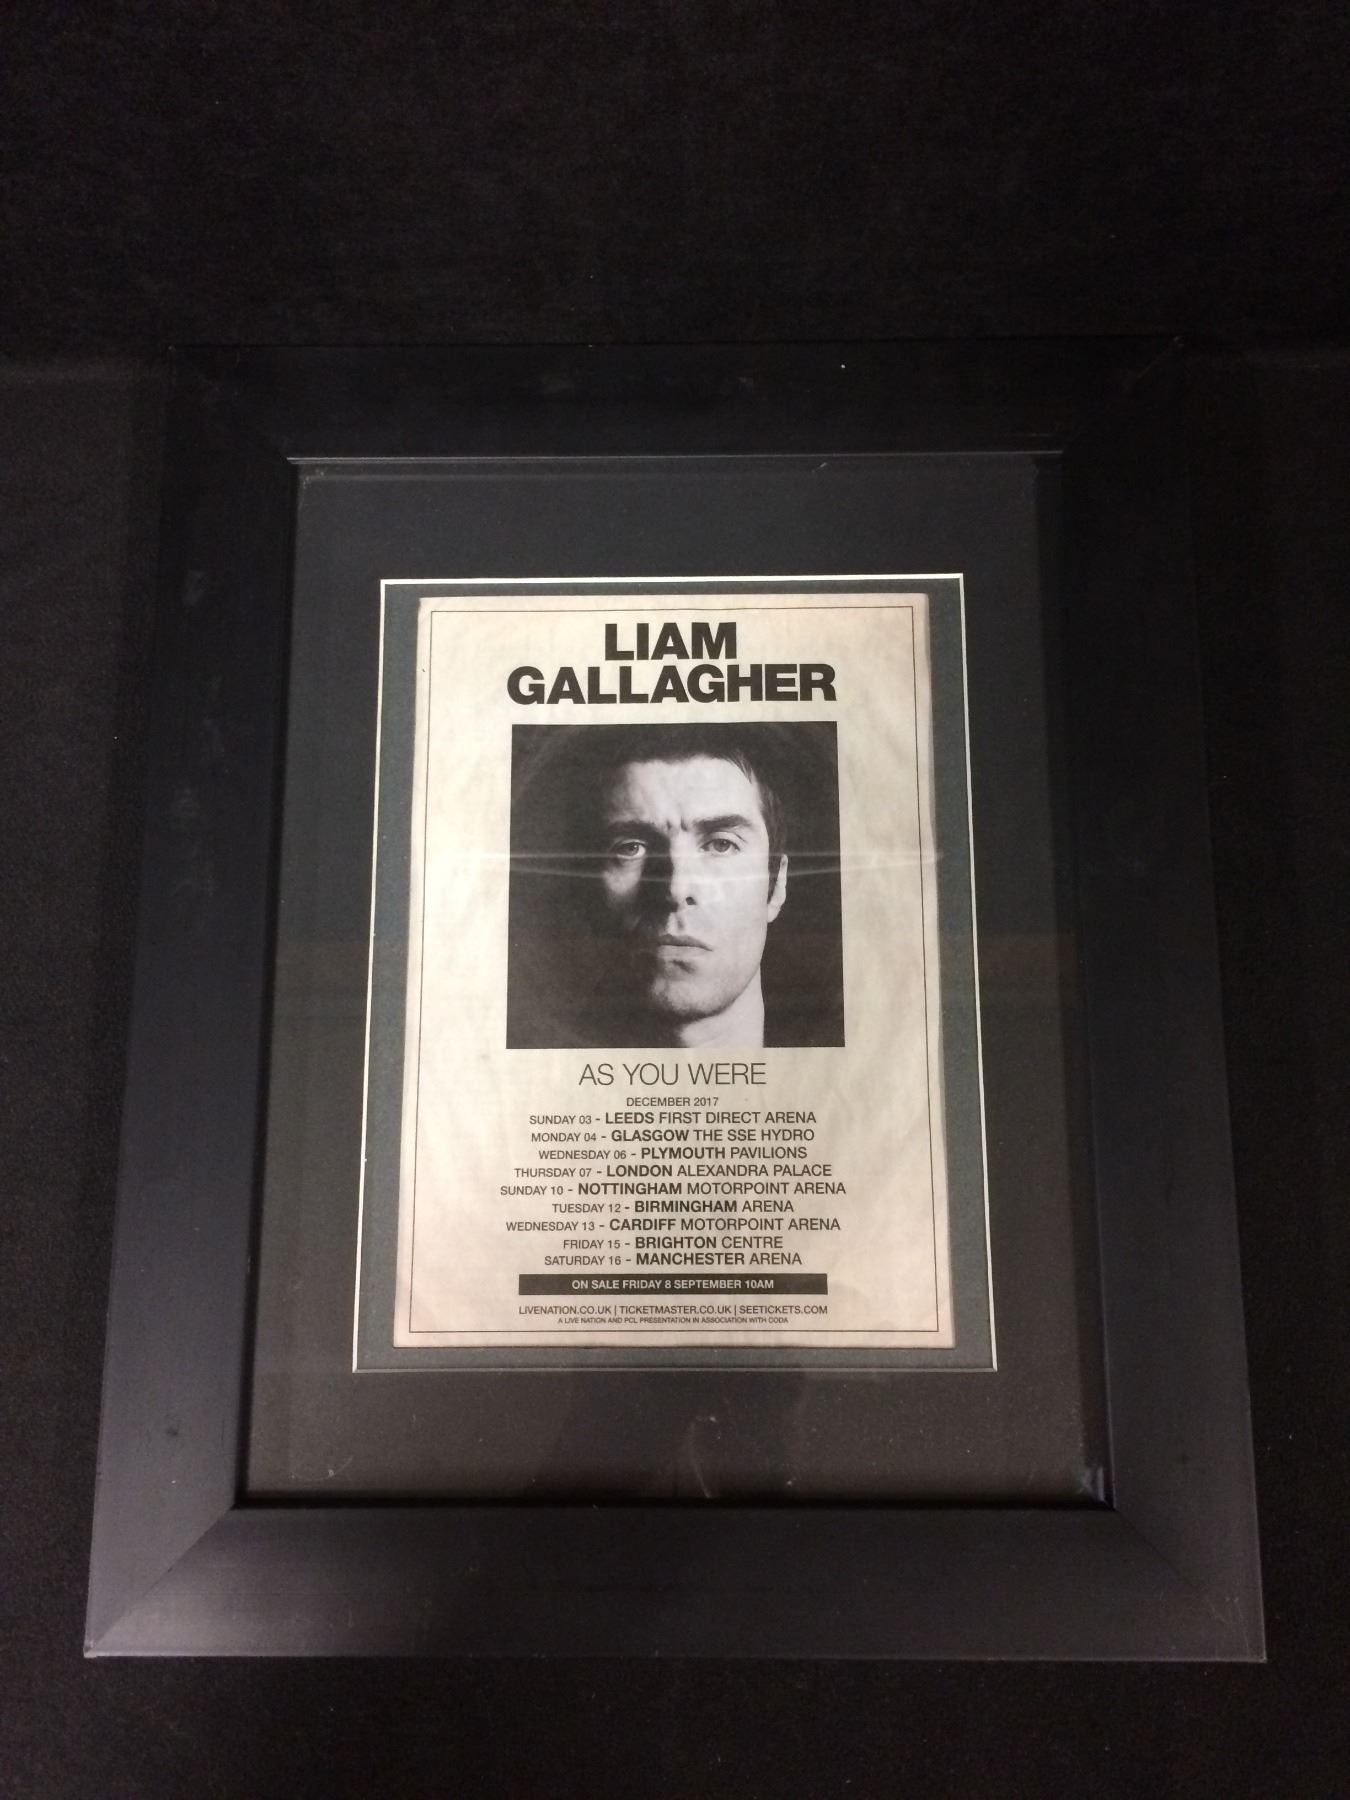 LIAM
GALLAGHER
AS YOU WERE
DECEMBER 2017
SUNDAY 03 - LEEDS FIRST DIRECT ARENA
MONDAY 04 - GLASGOW THE SSE HYDRO
WEDNESDAY 06 - PLYMOUTH PAVILIONS
THURSDAY 07 - LONDON ALEXANDRA PALACE
SUNDAY 10 - NOTTINGHAM MOTORPOINT ARENA
TUESDAY 12 - BIRMINGHAM ARENA
WEDNESDAY 13 - CARDIFF MOTORPOINT ARENA
FRIDAY 15 - BRIGHTON CENTRE
SATURDAY 16 - MANCHESTER ARENA
ON SALE FRIDAY 8 SEPTEMBER 10AM
LIVENATION.CO.UK | TICKETMASTER.CO.UK | SEETICKETS.COM
A LIVE NATION AND PCL PRESENTATION IN ASSOCIATION WITH CODA